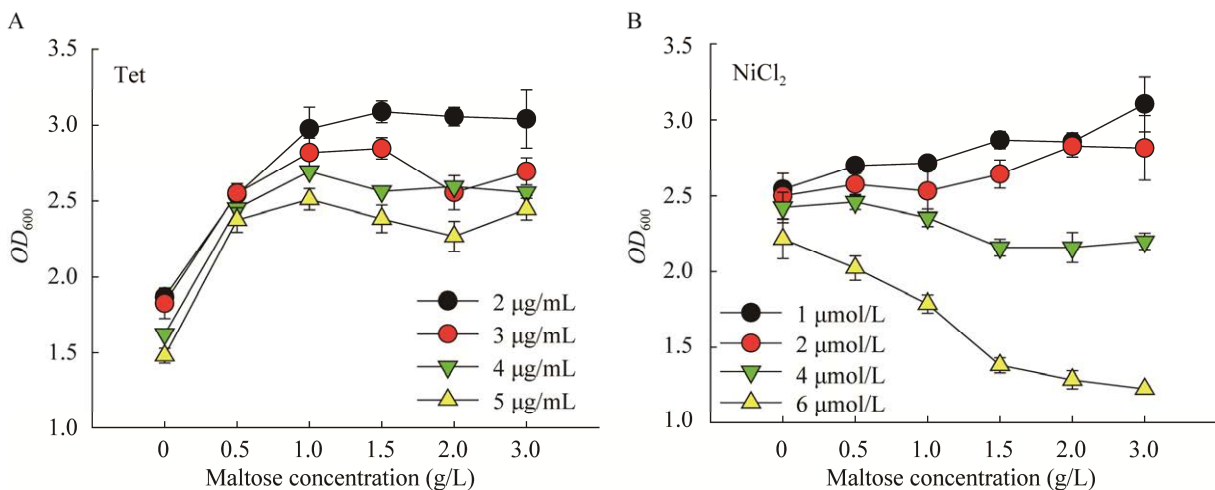 A
Tet
OD600
3.5
3.0
2.5
2.0
1.5
1.0
2 μg/mL
3 μg/mL
4 μg/mL
5 μg/mL
0 0.5 1.0 1.5 2.0 3.0
Maltose concentration (g/L)
B
NiCl2
OD600
3.5
3.0
2.5
2.0
1.5
1.0
1 μmol/L
2 μmol/L
4 μmol/L
6 μmol/L
0 0.5 1.0 1.5 2.0 3.0
Maltose concentration (g/L)